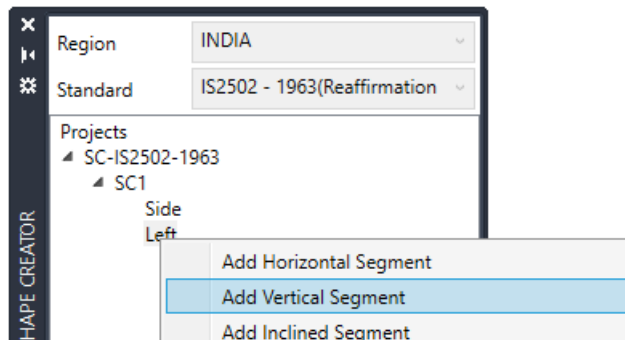 Region INDIA
Standard IS2502 - 1963(Reaffirmation
Projects
SC-IS2502-1963
SC1
Side
Left
Add Horizontal Segment
Add Vertical Segment
Add Inclined Segment
HAPE CREATOR